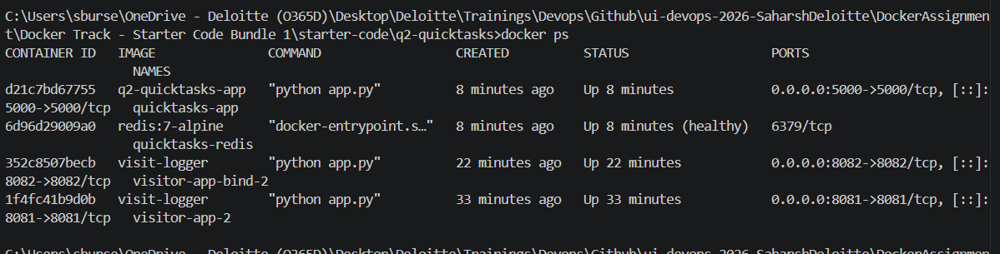 C:\Users\sburse\OneDrive - Deloitte (O365D)\Desktop\Deloitte\Trainings\Devops\Github\ui-devops-2026-SaharshDeloitte\DockerAssignmen
t\Docker Track - Starter Code Bundle 1\starter-code\q2-quicktasks>docker ps
CONTAINER ID   IMAGE               COMMAND                  CREATED          STATUS                   PORTS
                 NAMES
d21c7bd67755   q2-quicktasks-app   "python app.py"          8 minutes ago    Up 8 minutes             0.0.0.0:5000->5000/tcp, [::]:
5000->5000/tcp   quicktasks-app
6d96d29009a0   redis:7-alpine      "docker-entrypoint.s…"   8 minutes ago    Up 8 minutes (healthy)   6379/tcp
                 quicktasks-redis
352c8507becb   visit-logger        "python app.py"          22 minutes ago   Up 22 minutes            0.0.0.0:8082->8082/tcp, [::]:
8082->8082/tcp   visitor-app-bind-2
1f4fc41b9d0b   visit-logger        "python app.py"          33 minutes ago   Up 33 minutes            0.0.0.0:8081->8081/tcp, [::]:
8081->8081/tcp   visitor-app-2
C:\Users\sburse\OneDrive - Deloitte (O365D)\Desktop\Deloitte\Trainings\Devops\Github\ui-devops-2026-SaharshDeloitte\DockerAssignmen